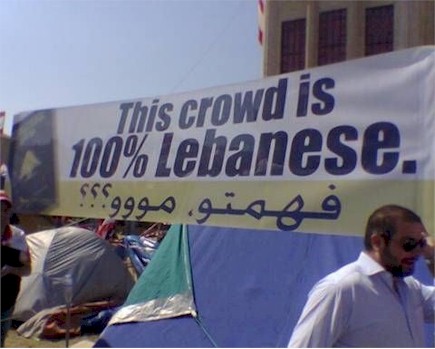 This crowd is
100% Lebanese.
فهمتو, مووو؟؟؟